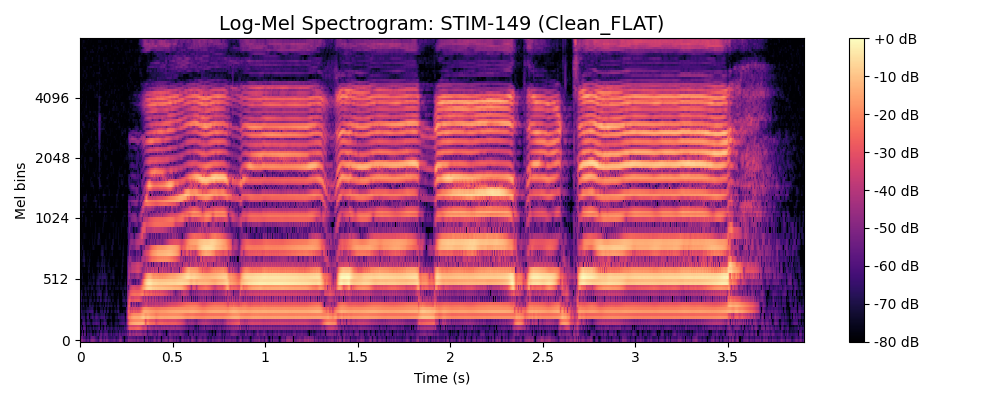 Log-Mel Spectrogram: STIM-149 (Clean_FLAT)
+0 dB
-10 dB
-20 dB
-30 dB
-40 dB
-50 dB
-60 dB
-70 dB
-80 dB
Mel bins
4096
2048
1024
512
0
0 0.5 1 1.5 2 2.5 3 3.5
Time (s)